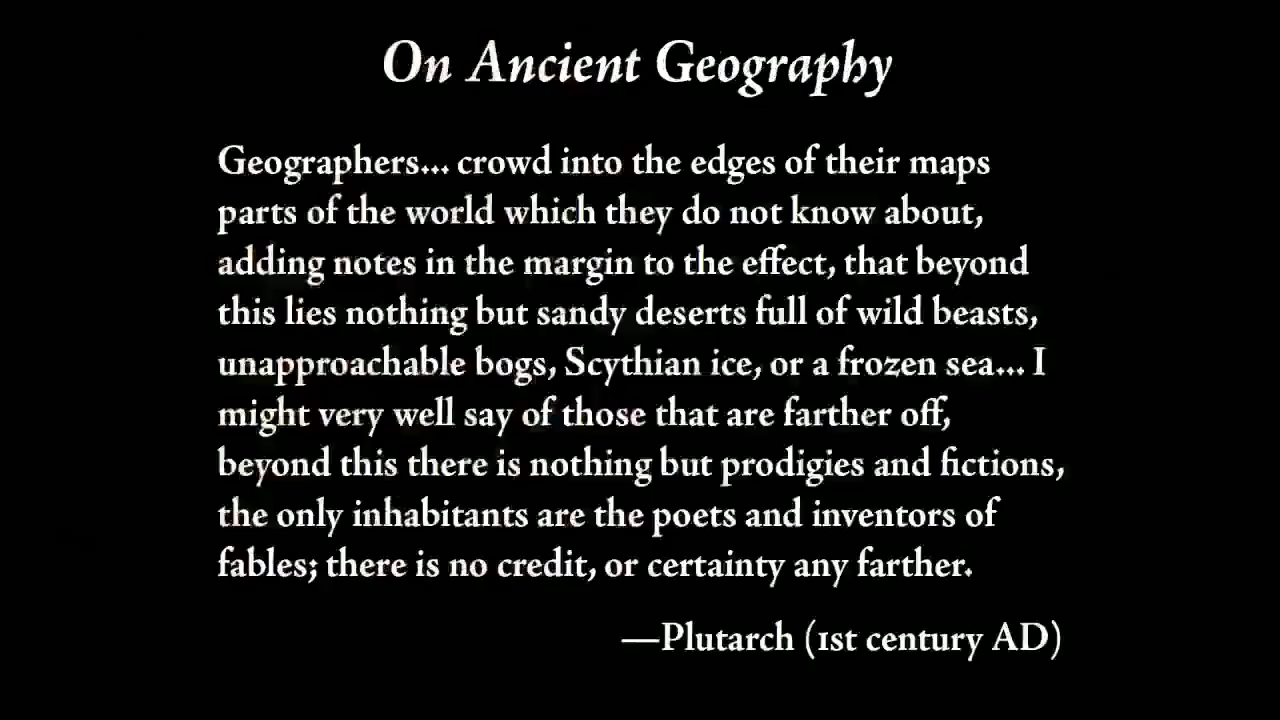 On Ancient Geography
Geographers... crowd into the edges of their maps
parts of the world which they do not know about,
adding notes in the margin to the effect, that beyond
this lies nothing but sandy deserts full of wild beasts,
unapproachable bogs, Scythian ice, or a frozen sea... I
might very well say of those that are farther off,
beyond this there is nothing but prodigies and fictions,
the only inhabitants are the poets and inventors of
fables; there is no credit, or certainty any farther.
—Plutarch (1st century AD)